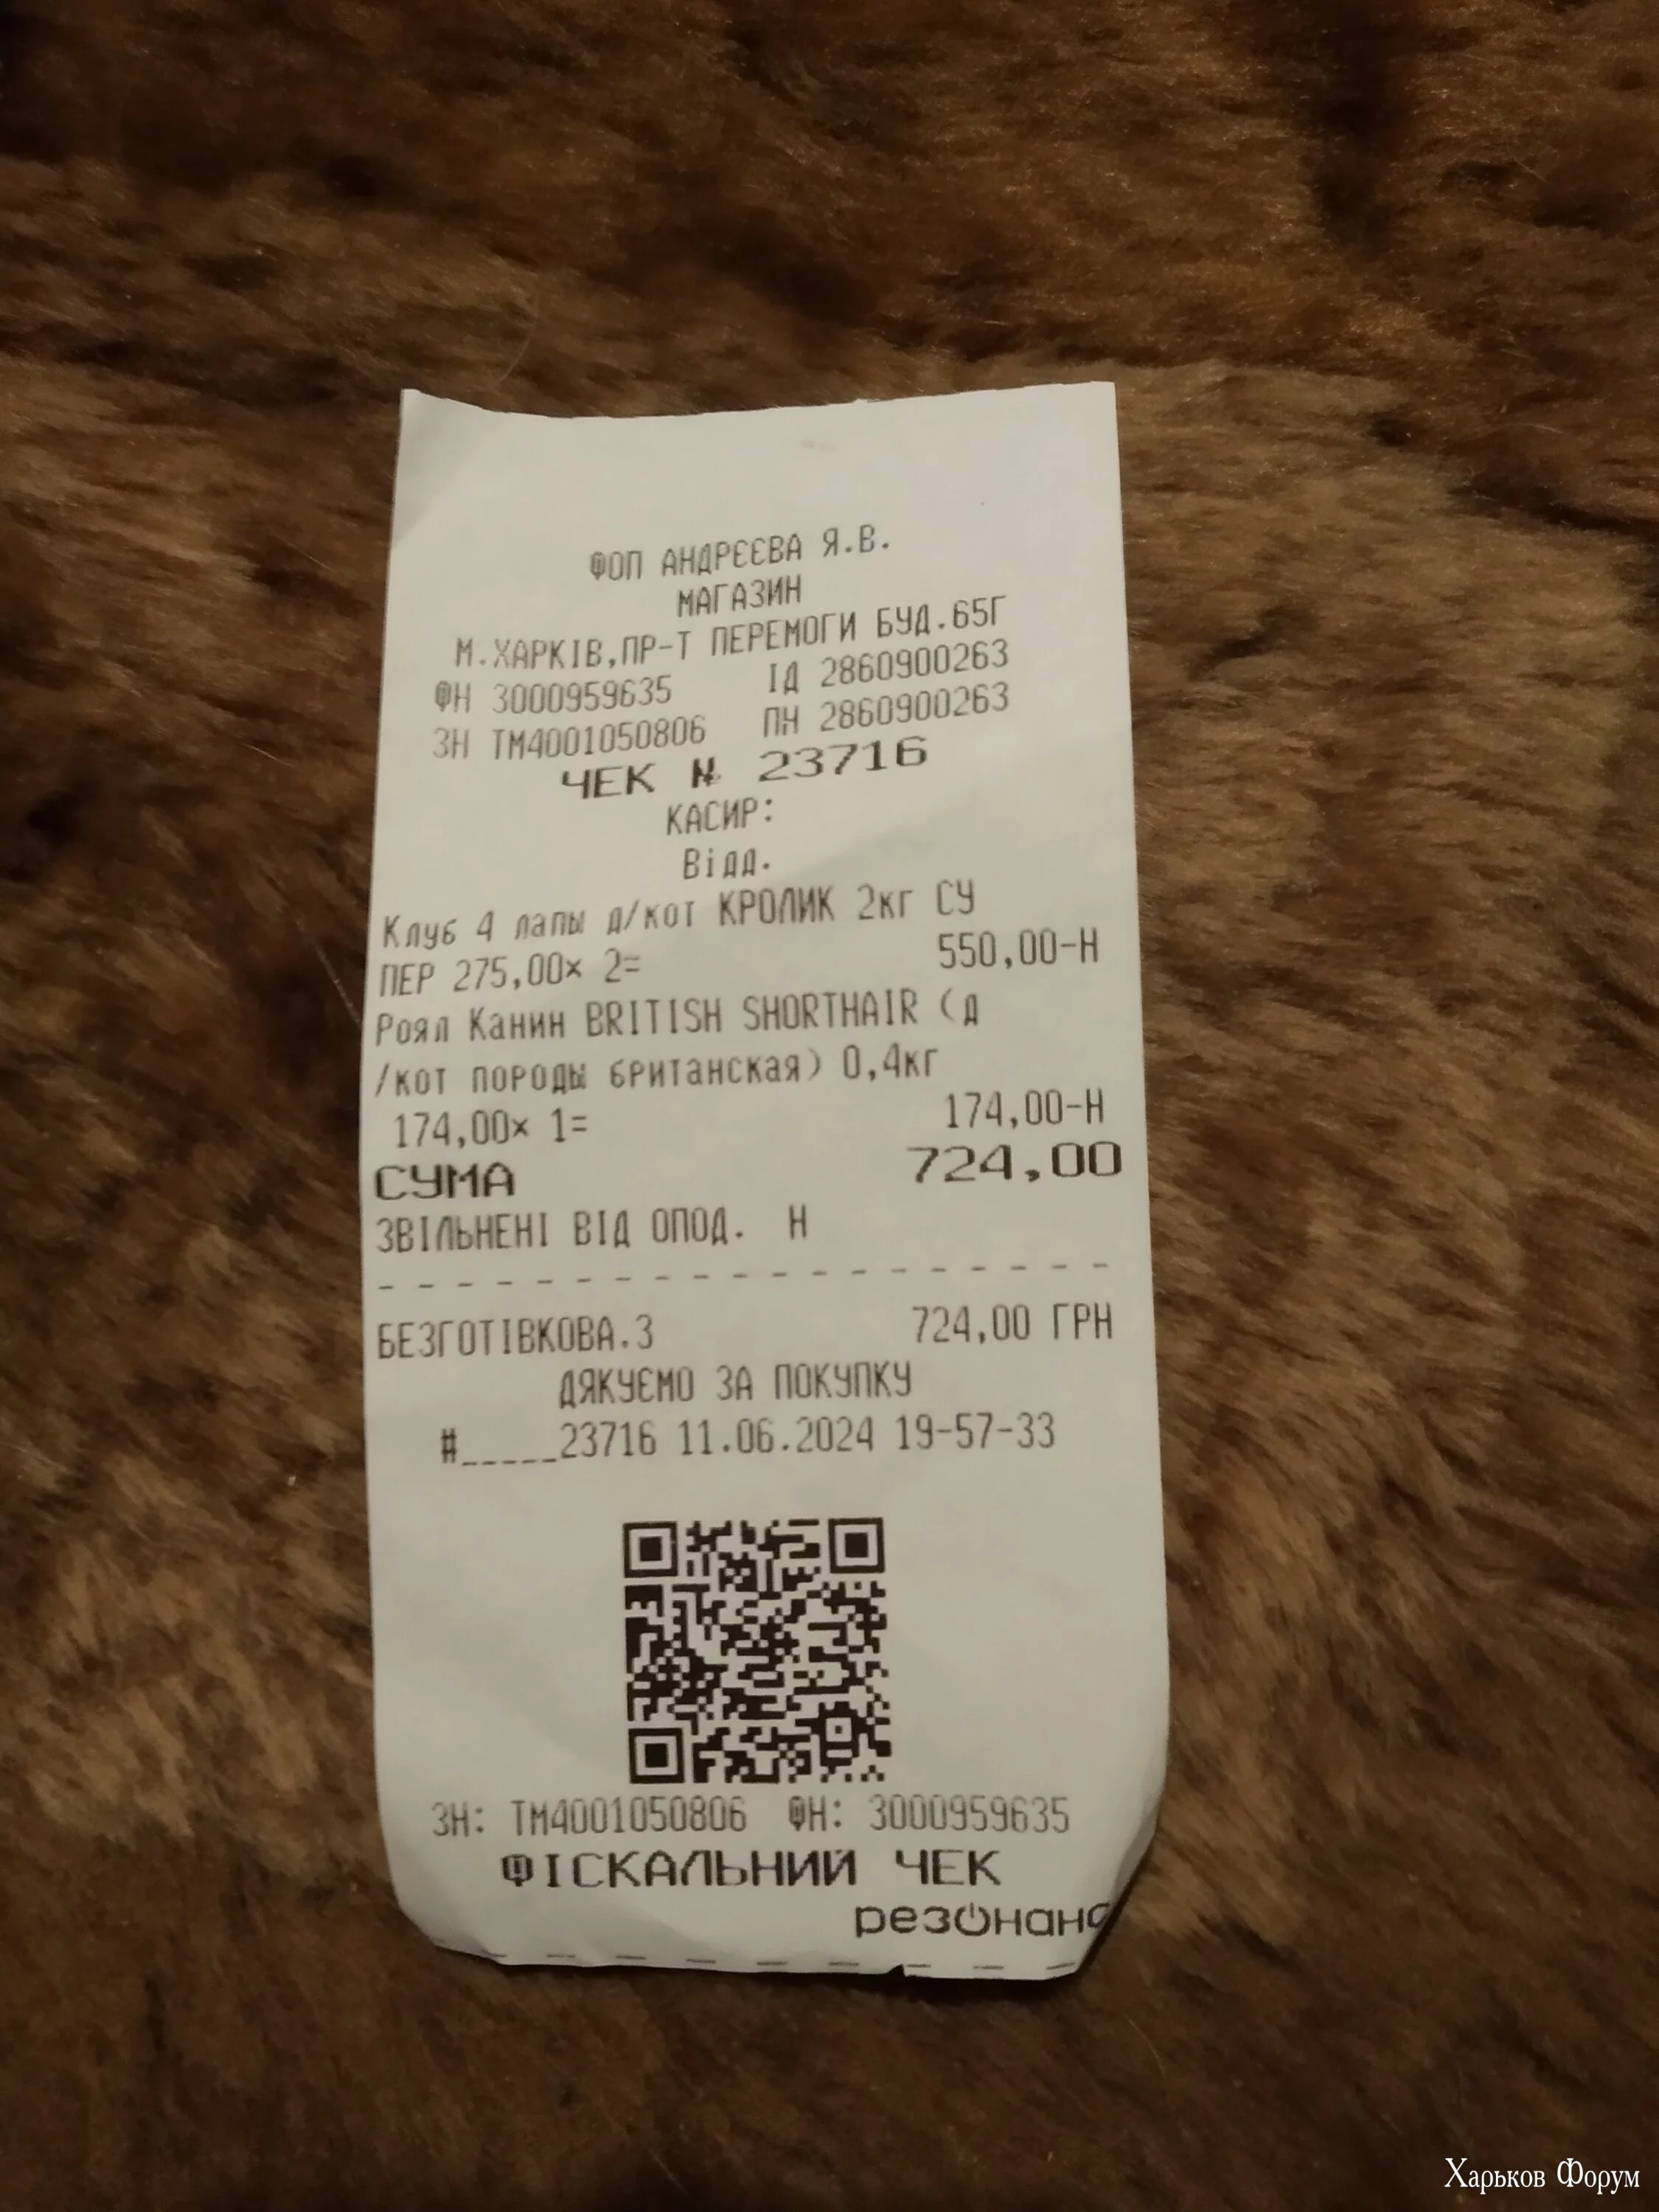 ФОП АНДРЄЄВА Я.В.
МАГАЗИН
М.ХАРКІВ,ПР-Т ПЕРЕМОГИ БУД.65Г
ФН 3000959635 ІД 2860900263
ЗН ТМ4001050806 ПН 2860900263
ЧЕК № 23716
КАСИР:
Відд.
Клуб 4 лапы д/кот КРОЛИК 2кг СУ
ПЕР 275,00× 2= 550,00-Н
Роял Канин BRITISH SHORTHAIR (д
/кот породы британская) 0,4кг
174,00× 1= 174,00-Н
СУМА 724,00
ЗВІЛЬНЕНІ ВІД ОПОД. Н
- - - - - - - - - - - - - - - - - - - -
БЕЗГОТІВКОВА.3 724,00 ГРН
ДЯКУЄМО ЗА ПОКУПКУ
#_____23716 11.06.2024 19-57-33
ЗН: ТМ4001050806 ФН: 3000959635
ФІСКАЛЬНИЙ ЧЕК
резонанс
Харьков Форум